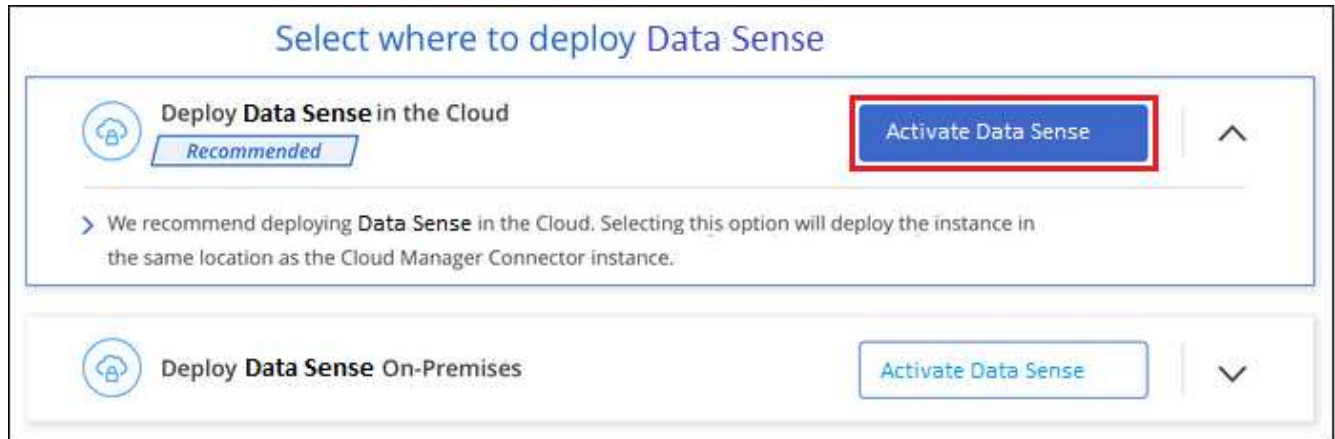 Select where to deploy Data Sense
Deploy Data Sense in the Cloud
Activate Data Sense
Recommended
We recommend deploying Data Sense in the Cloud. Selecting this option will deploy the instance in
the same location as the Cloud Manager Connector instance.
Deploy Data Sense On-Premises
Activate Data Sense